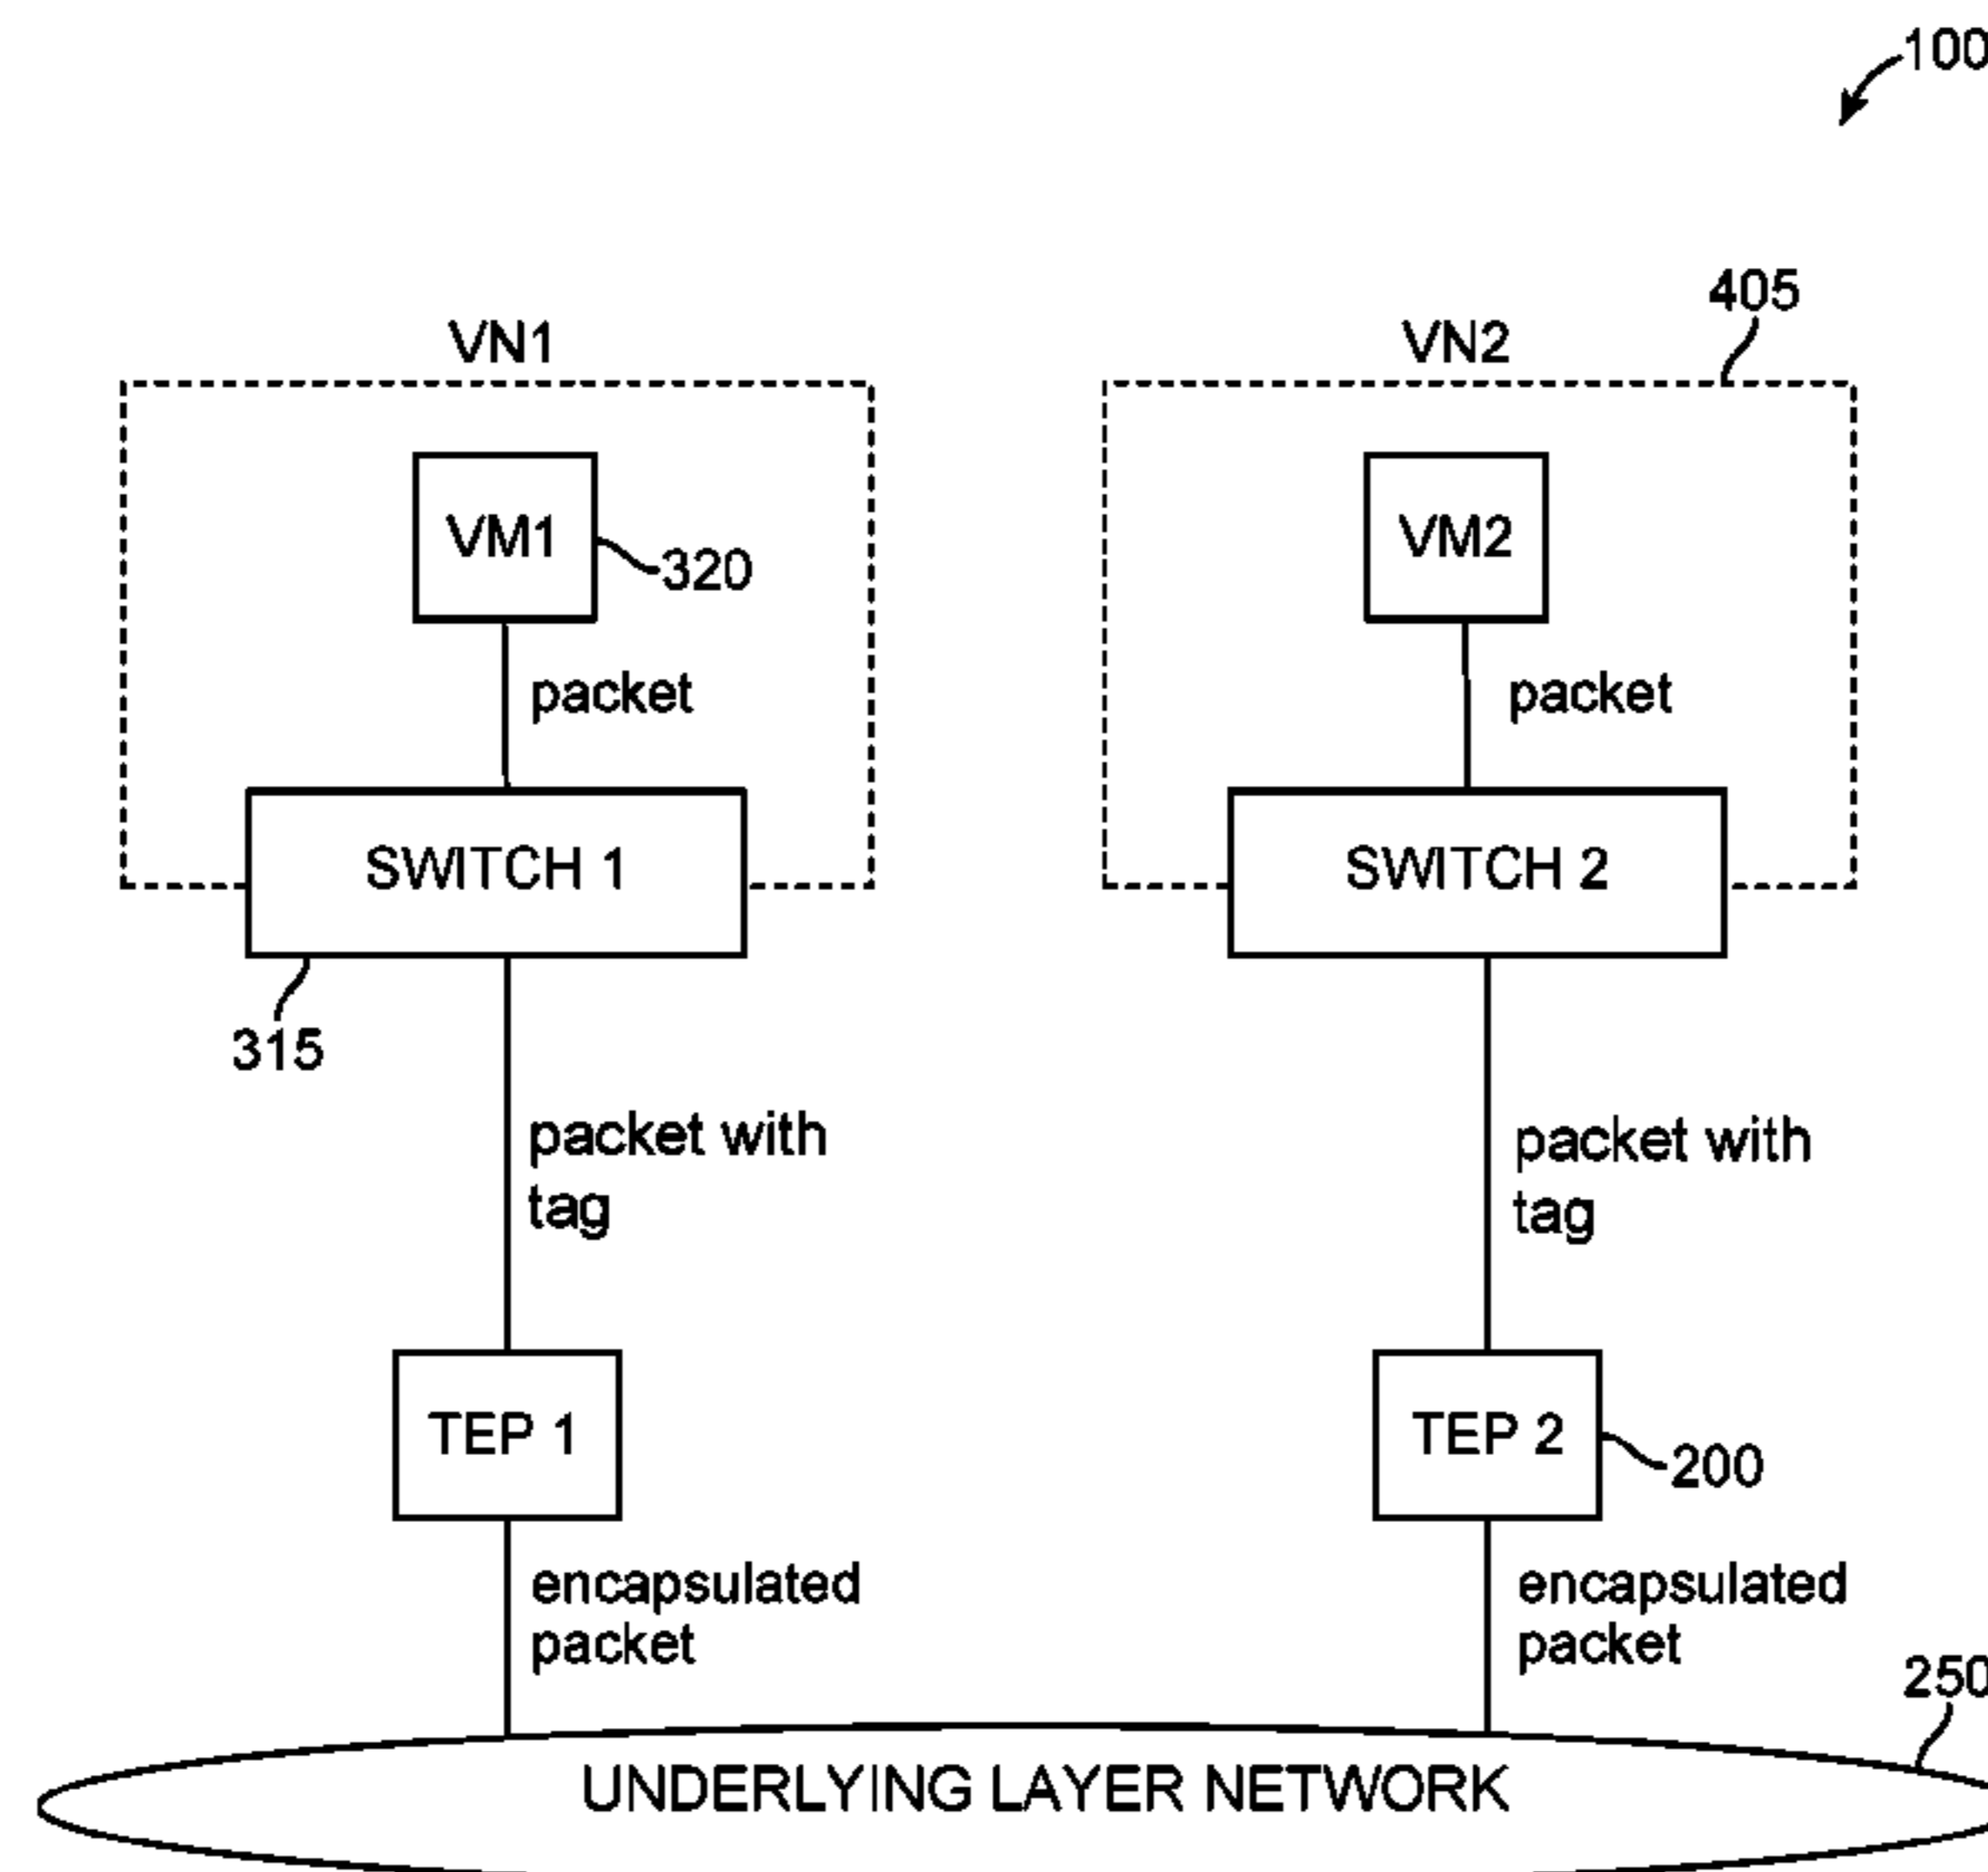 100
405
VN1
VN2
VM1
VM2
320
packet
packet
SWITCH 1
SWITCH 2
315
packet with
tag
packet with
tag
TEP 1
TEP 2
200
encapsulated
packet
encapsulated
packet
250
UNDERLYING LAYER NETWORK